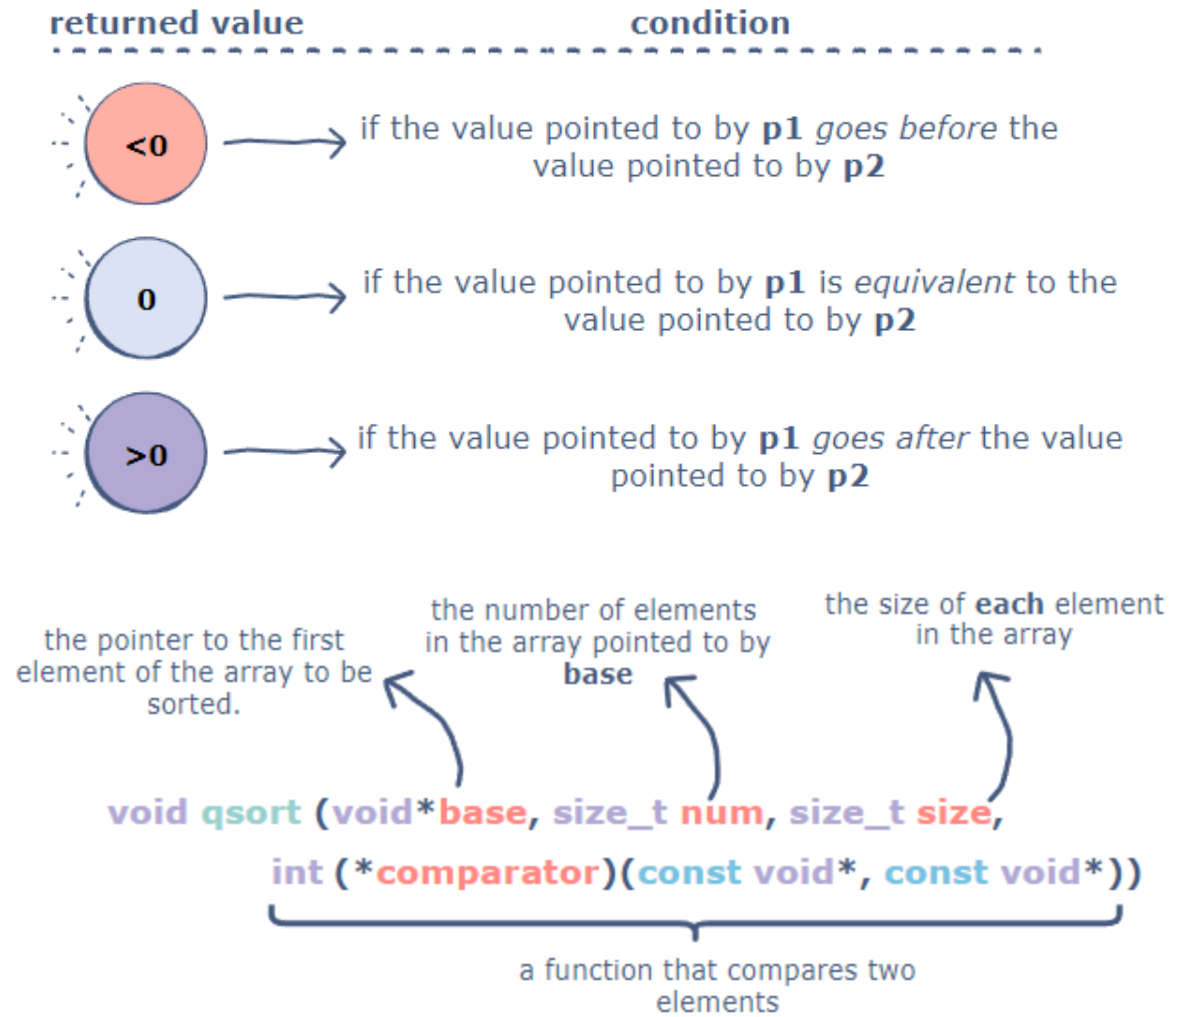 returned value condition
<0
if the value pointed to by p1 goes before the
value pointed to by p2
0
if the value pointed to by p1 is equivalent to the
value pointed to by p2
>0
if the value pointed to by p1 goes after the value
pointed to by p2
the pointer to the first
element of the array to be
sorted.
the number of elements
in the array pointed to by
base
the size of each element
in the array
void qsort (void*base, size_t num, size_t size,
int (*comparator)(const void*, const void*))
a function that compares two
elements